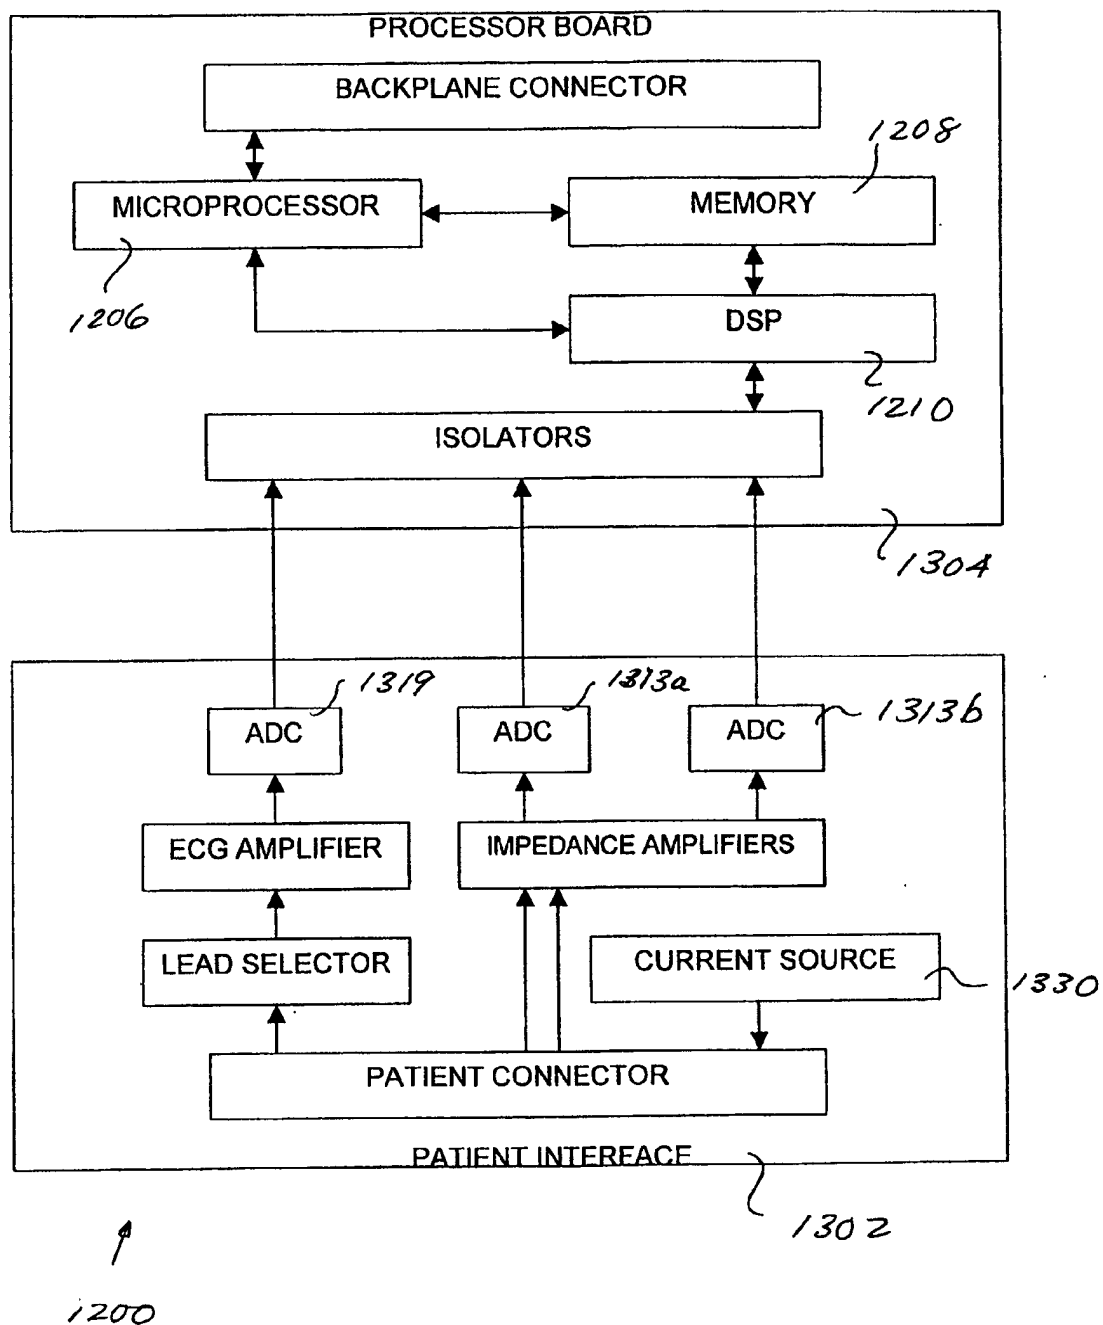 PROCESSOR BOARD
BACKPLANE CONNECTOR
1208
MICROPROCESSOR
MEMORY
1206
DSP
1210
ISOLATORS
1304
1319
1313a
1313b
ADC
ADC
ADC
ECG AMPLIFIER
IMPEDANCE AMPLIFIERS
LEAD SELECTOR
CURRENT SOURCE
1330
PATIENT CONNECTOR
PATIENT INTERFACE
1302
1200